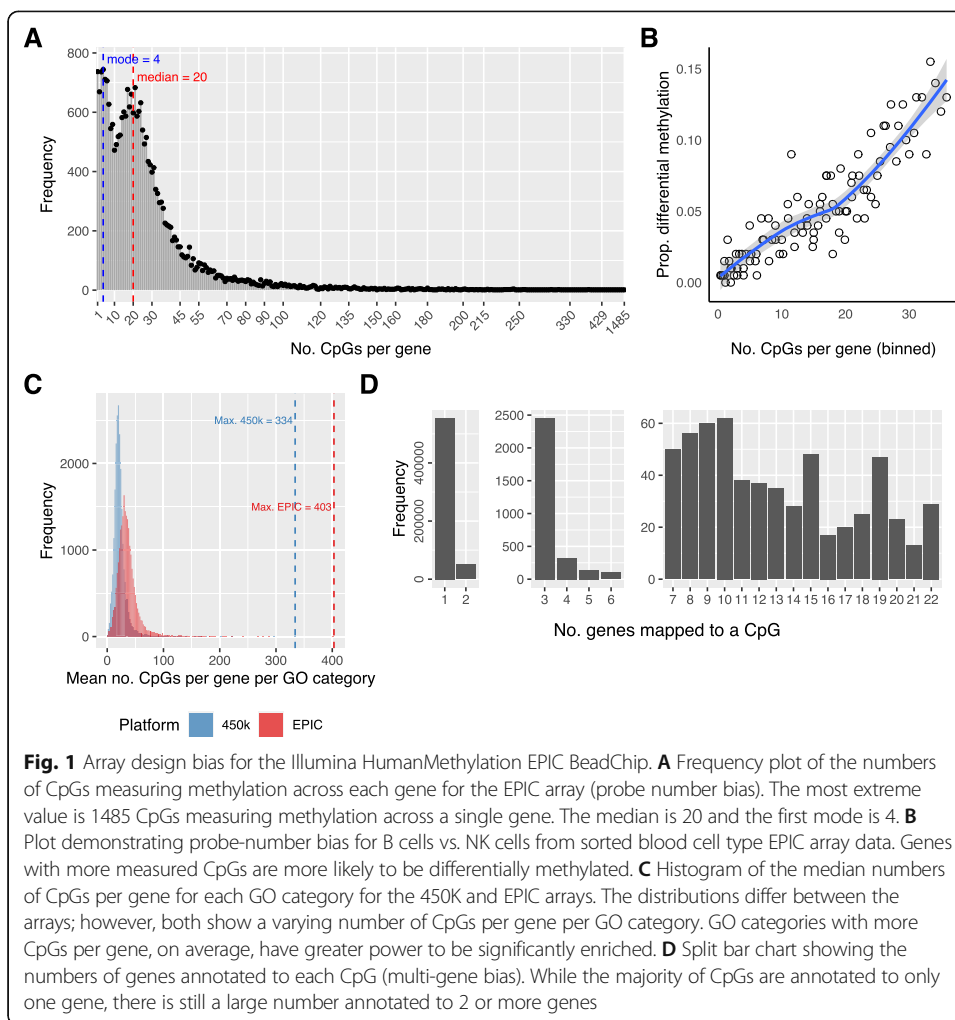 A
Frequency
800
600
400
200
0
mode = 4
median = 20
1 10 20 30 45 55 70 80 90 100 120 135 150 160 180 200 215 250 330 429 1485
No. CpGs per gene
B
Prop. differential methylation
0.15
0.10
0.05
0.00
0 10 20 30
No. CpGs per gene (binned)
C
Frequency
2000
1000
0
Max. 450k = 334
Max. EPIC = 403
0 100 200 300 400
Mean no. CpGs per gene per GO category
Platform 450k EPIC
D
Frequency
400000
200000
0
1 2
2500
2000
1500
1000
500
0
3 4 5 6
60
40
20
0
7 8 9 10 11 12 13 14 15 16 17 18 19 20 21 22
No. genes mapped to a CpG
Fig. 1 Array design bias for the Illumina HumanMethylation EPIC BeadChip. A Frequency plot of the numbers
of CpGs measuring methylation across each gene for the EPIC array (probe number bias). The most extreme
value is 1485 CpGs measuring methylation across a single gene. The median is 20 and the first mode is 4. B
Plot demonstrating probe-number bias for B cells vs. NK cells from sorted blood cell type EPIC array data. Genes
with more measured CpGs are more likely to be differentially methylated. C Histogram of the median numbers
of CpGs per gene for each GO category for the 450K and EPIC arrays. The distributions differ between the
arrays; however, both show a varying number of CpGs per gene per GO category. GO categories with more
CpGs per gene, on average, have greater power to be significantly enriched. D Split bar chart showing the
numbers of genes annotated to each CpG (multi-gene bias). While the majority of CpGs are annotated to only
one gene, there is still a large number annotated to 2 or more genes